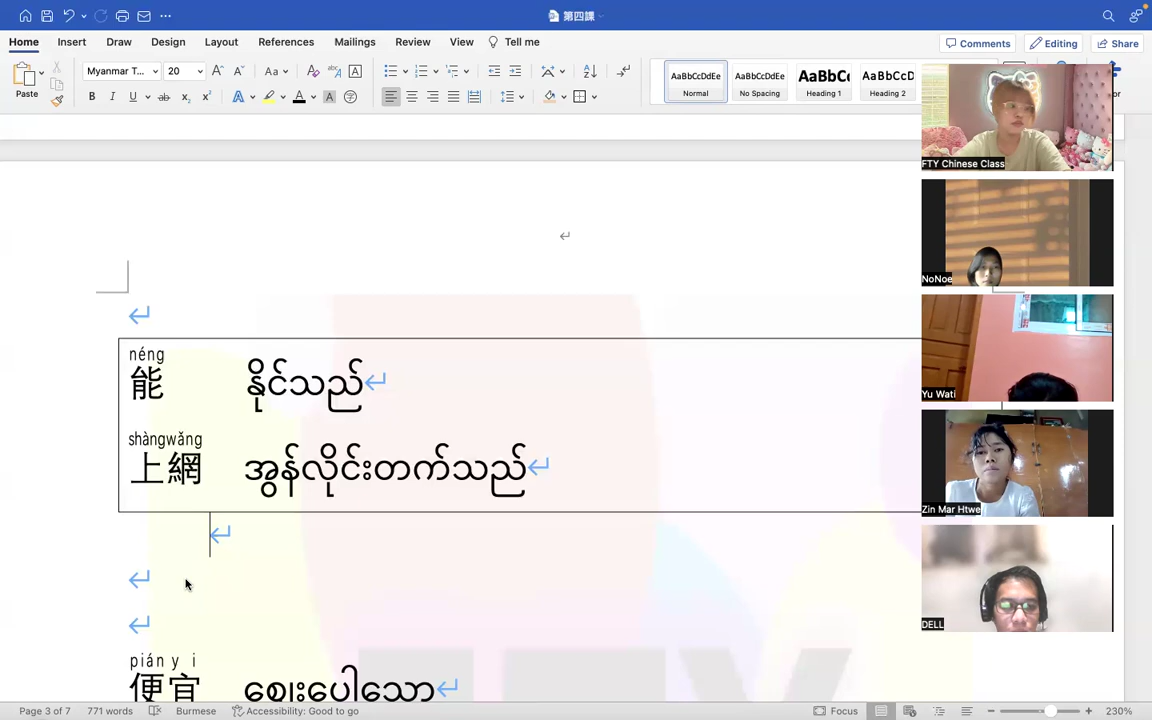 第四課
Home Insert Draw Design Layout References Mailings Review View Tell me
Comments Editing Share
Paste
Myanmar T... 20
Aa
B I U ab x₂ x² A A
AaBbCcDdEe AaBbCcDdEe AaBbCc AaBbCcD
Normal No Spacing Heading 1 Heading 2
FTY Chinese Class
NoNoe
Yu Wati
Zin Mar Htwe
DELL
néng
能 နိုင်သည်
shàngwǎng
上網 အွန်လိုင်းတက်သည်
pián y i
便宜 ဈေးပေါသော
Page 3 of 7 771 words Burmese Accessibility: Good to go Focus 230%